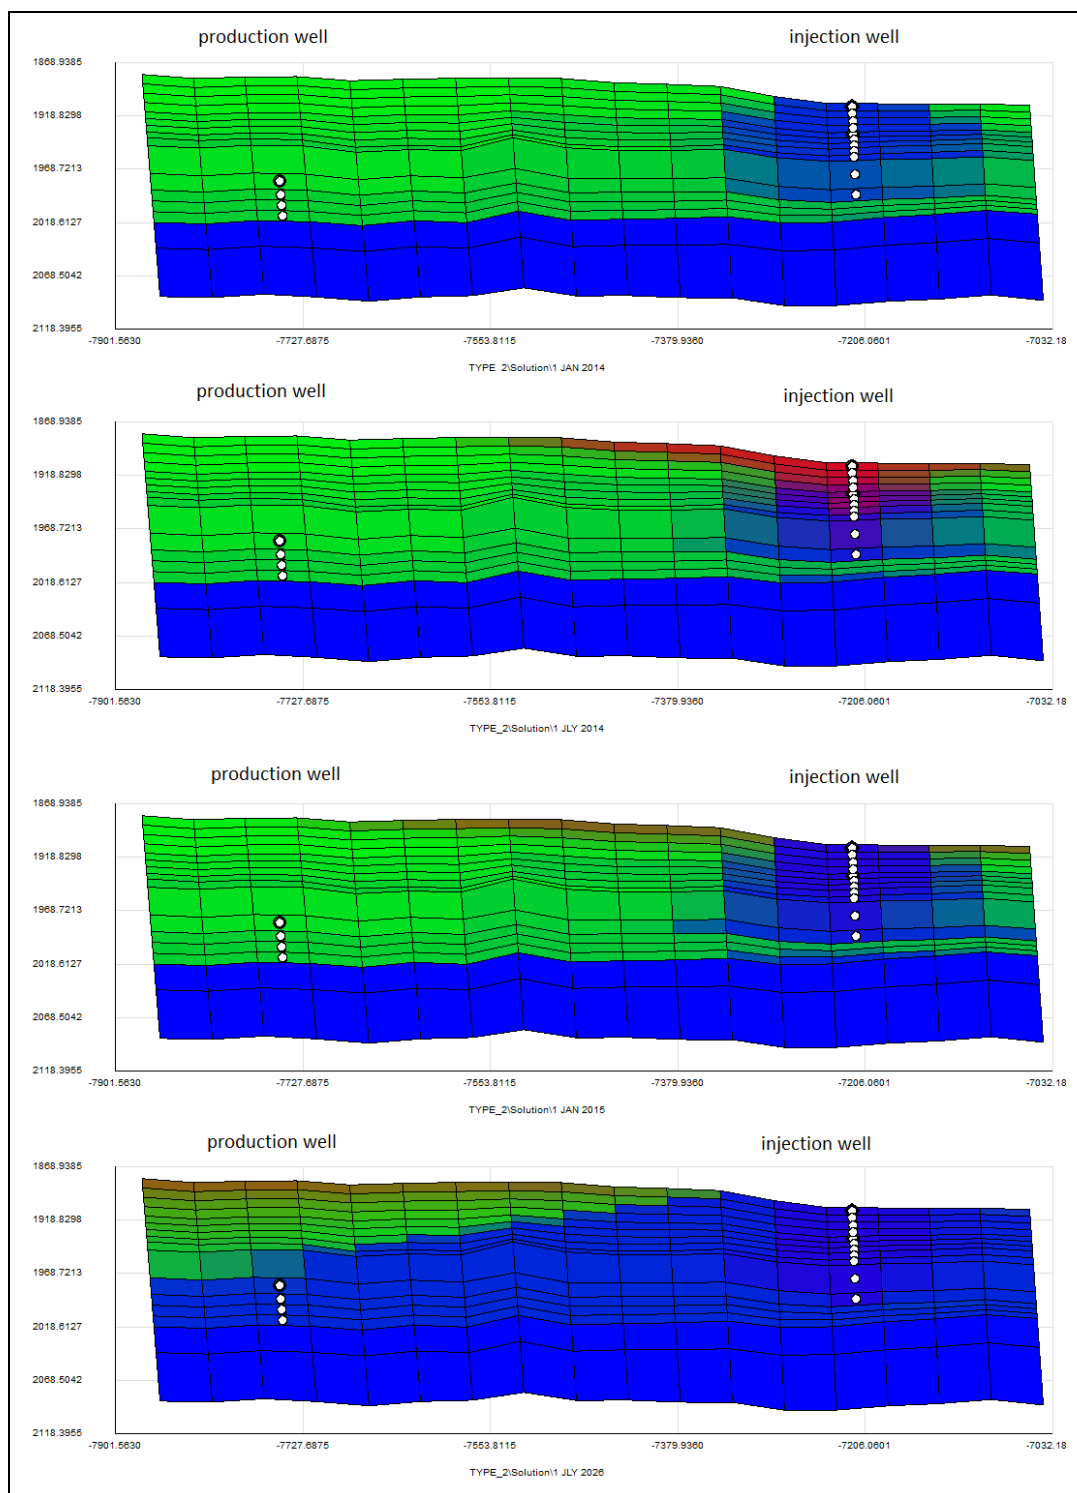 production well injection well
1868.9385
1918.8298
1968.7213
2018.6127
2068.5042
2118.3955
-7901.5630 -7727.6875 -7553.8115 -7379.9360 -7206.0601 -7032.18
TYPE_2\Solution\1 JAN 2014
production well injection well
1868.9385
1918.8298
1968.7213
2018.6127
2068.5042
2118.3955
-7901.5630 -7727.6875 -7553.8115 -7379.9360 -7206.0601 -7032.18
TYPE_2\Solution\1 JLY 2014
production well injection well
1868.9385
1918.8298
1968.7213
2018.6127
2068.5042
2118.3955
-7901.5630 -7727.6875 -7553.8115 -7379.9360 -7206.0601 -7032.18
TYPE_2\Solution\1 JAN 2015
production well injection well
1868.9385
1918.8298
1968.7213
2018.6127
2068.5042
2118.3955
-7901.5630 -7727.6875 -7553.8115 -7379.9360 -7206.0601 -7032.18
TYPE_2\Solution\1 JLY 2026